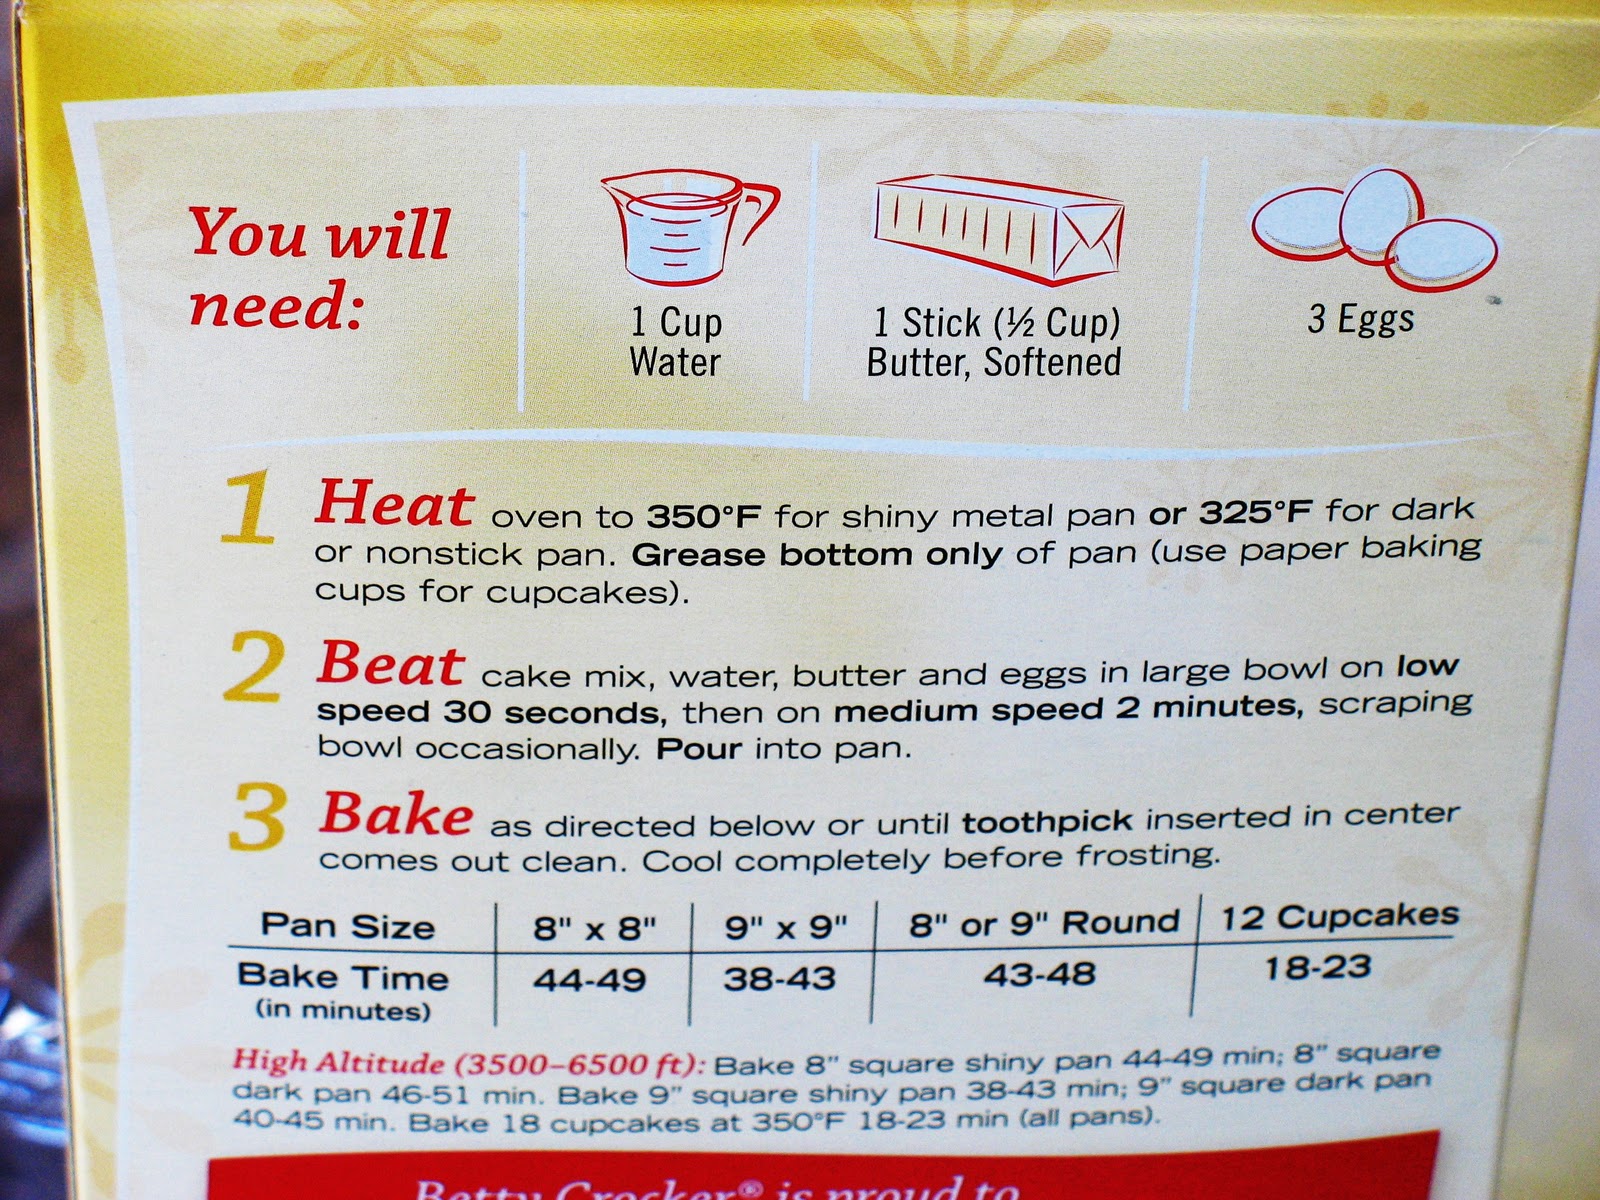 You will
need:
1 Cup
Water
1 Stick (½ Cup)
Butter, Softened
3 Eggs
1 Heat oven to 350°F for shiny metal pan or 325°F for dark
or nonstick pan. Grease bottom only of pan (use paper baking
cups for cupcakes).
2 Beat cake mix, water, butter and eggs in large bowl on low
speed 30 seconds, then on medium speed 2 minutes, scraping
bowl occasionally. Pour into pan.
3 Bake as directed below or until toothpick inserted in center
comes out clean. Cool completely before frosting.
Pan Size 8" x 8" 9" x 9" 8" or 9" Round 12 Cupcakes
Bake Time 44-49 38-43 43-48 18-23
(in minutes)
High Altitude (3500–6500 ft): Bake 8" square shiny pan 44-49 min; 8" square
dark pan 46-51 min. Bake 9" square shiny pan 38-43 min; 9" square dark pan
40-45 min. Bake 18 cupcakes at 350°F 18-23 min (all pans).
Betty Crocker® is proud to